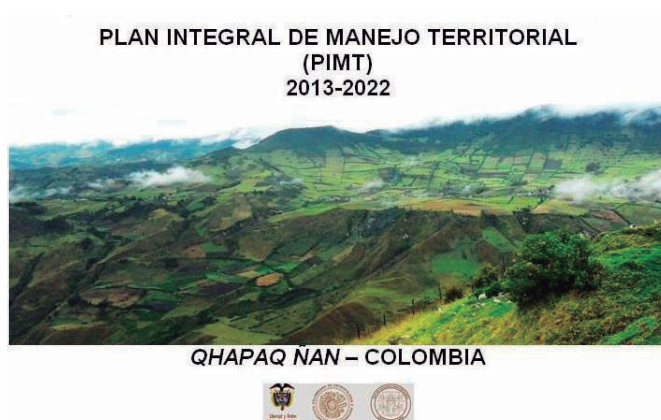 PLAN INTEGRAL DE MANEJO TERRITORIAL
(PIMT)
2013-2022
QHAPAQ ÑAN – COLOMBIA